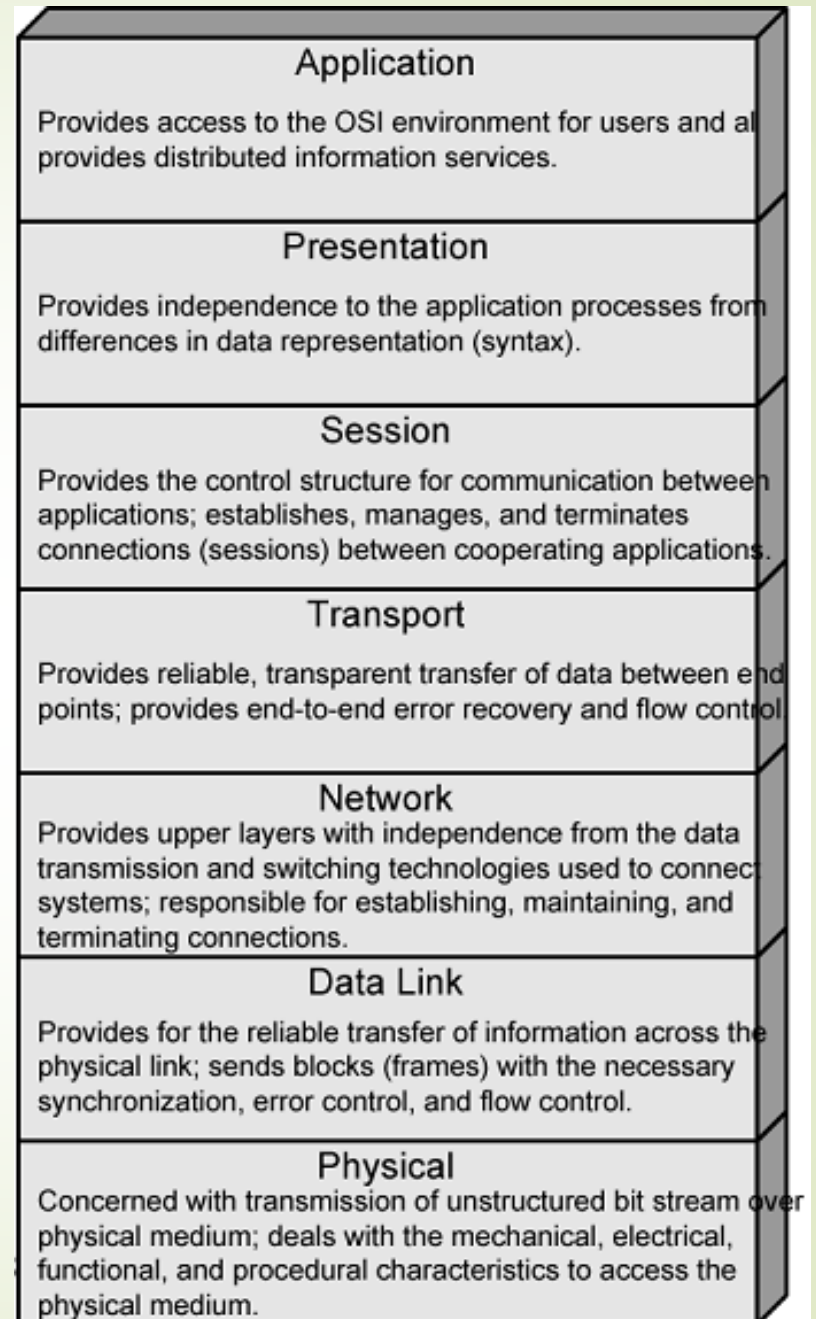 Application
Provides access to the OSI environment for users and al
provides distributed information services.
Presentation
Provides independence to the application processes from
differences in data representation (syntax).
Session
Provides the control structure for communication between
applications; establishes, manages, and terminates
connections (sessions) between cooperating applications.
Transport
Provides reliable, transparent transfer of data between end
points; provides end-to-end error recovery and flow control.
Network
Provides upper layers with independence from the data
transmission and switching technologies used to connect
systems; responsible for establishing, maintaining, and
terminating connections.
Data Link
Provides for the reliable transfer of information across the
physical link; sends blocks (frames) with the necessary
synchronization, error control, and flow control.
Physical
Concerned with transmission of unstructured bit stream over
physical medium; deals with the mechanical, electrical,
functional, and procedural characteristics to access the
physical medium.